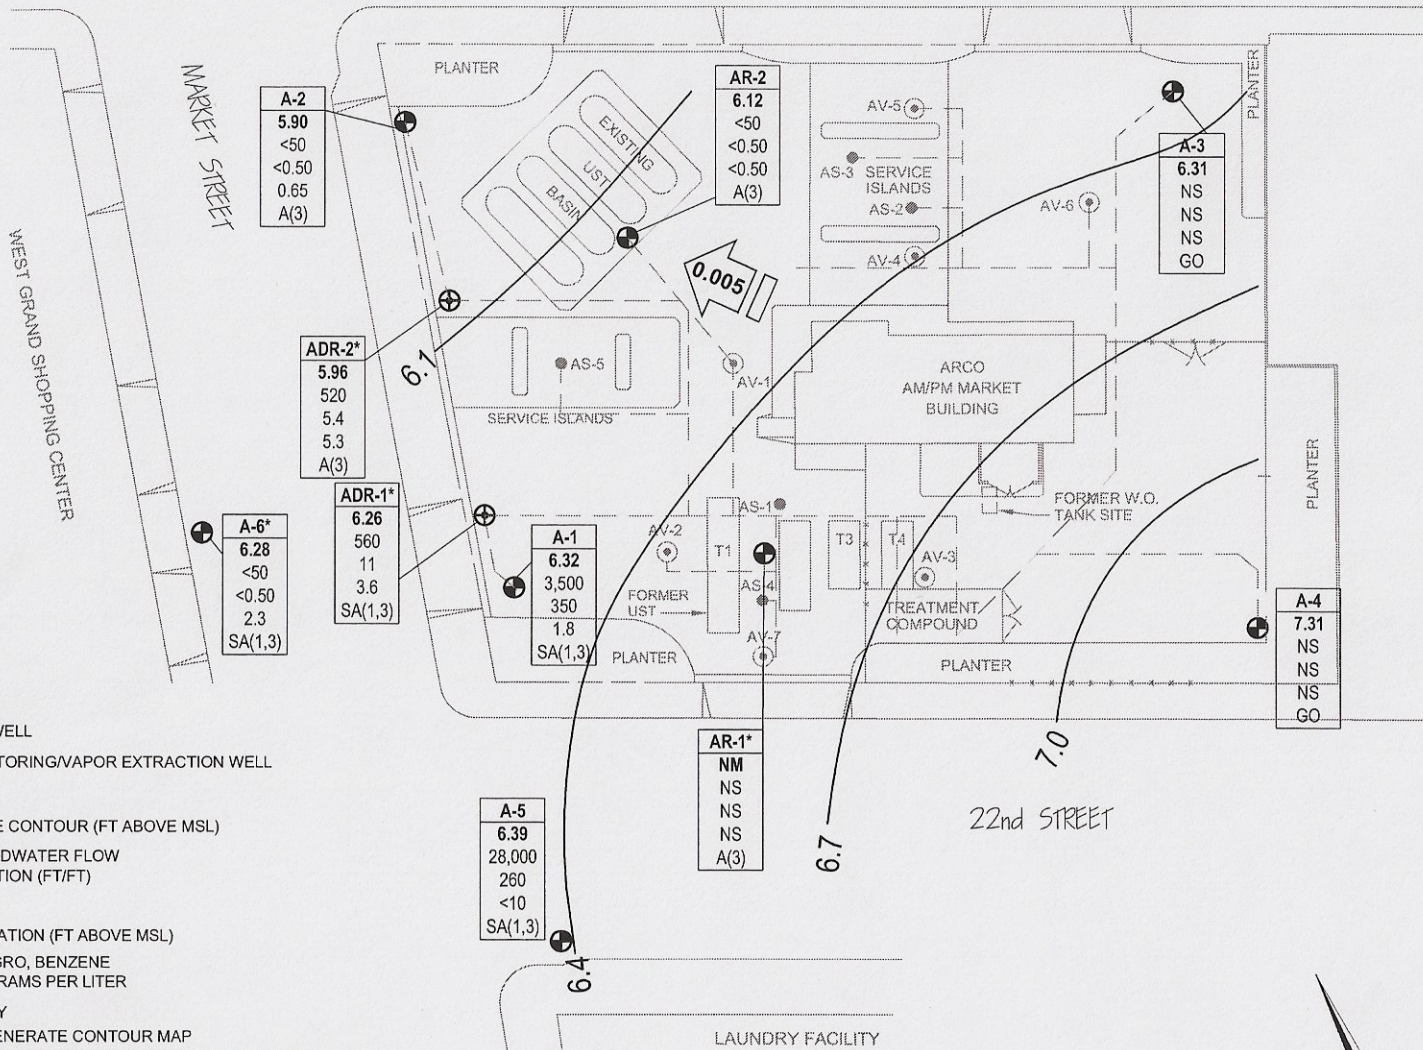 PLANTER
PLANTER
MARKET STREET
WEST GRAND SHOPPING CENTER
A-2
5.90
<50
<0.50
0.65
A(3)
EXISTING
UST
BASIN
AR-2
6.12
<50
<0.50
<0.50
A(3)
AV-5
AS-3
SERVICE
ISLANDS
AS-2
AV-4
AV-6
A-3
6.31
NS
NS
NS
GO
0.005
ADR-2*
5.96
520
5.4
5.3
A(3)
6.1
AS-5
SERVICE ISLANDS
AV-1
ARCO
AM/PM MARKET
BUILDING
PLANTER
ADR-1*
6.26
560
11
3.6
SA(1,3)
A-6*
6.28
<50
<0.50
2.3
SA(1,3)
A-1
6.32
3,500
350
1.8
SA(1,3)
AV-2
T1
AS-1
T3
T4
AV-3
FORMER W.O.
TANK SITE
FORMER
UST
AS-4
AV-7
TREATMENT
COMPOUND
PLANTER
PLANTER
A-4
7.31
NS
NS
NS
GO
AR-1*
NM
NS
NS
NS
A(3)
7.0
6.7
22nd STREET
A-5
6.39
28,000
260
<10
SA(1,3)
6.4
LAUNDRY FACILITY
WELL
TORING/VAPOR EXTRACTION WELL
E CONTOUR (FT ABOVE MSL)
DWATER FLOW
TION (FT/FT)
ATION (FT ABOVE MSL)
GRO, BENZENE
RAMS PER LITER
Y
ENERATE CONTOUR MAP